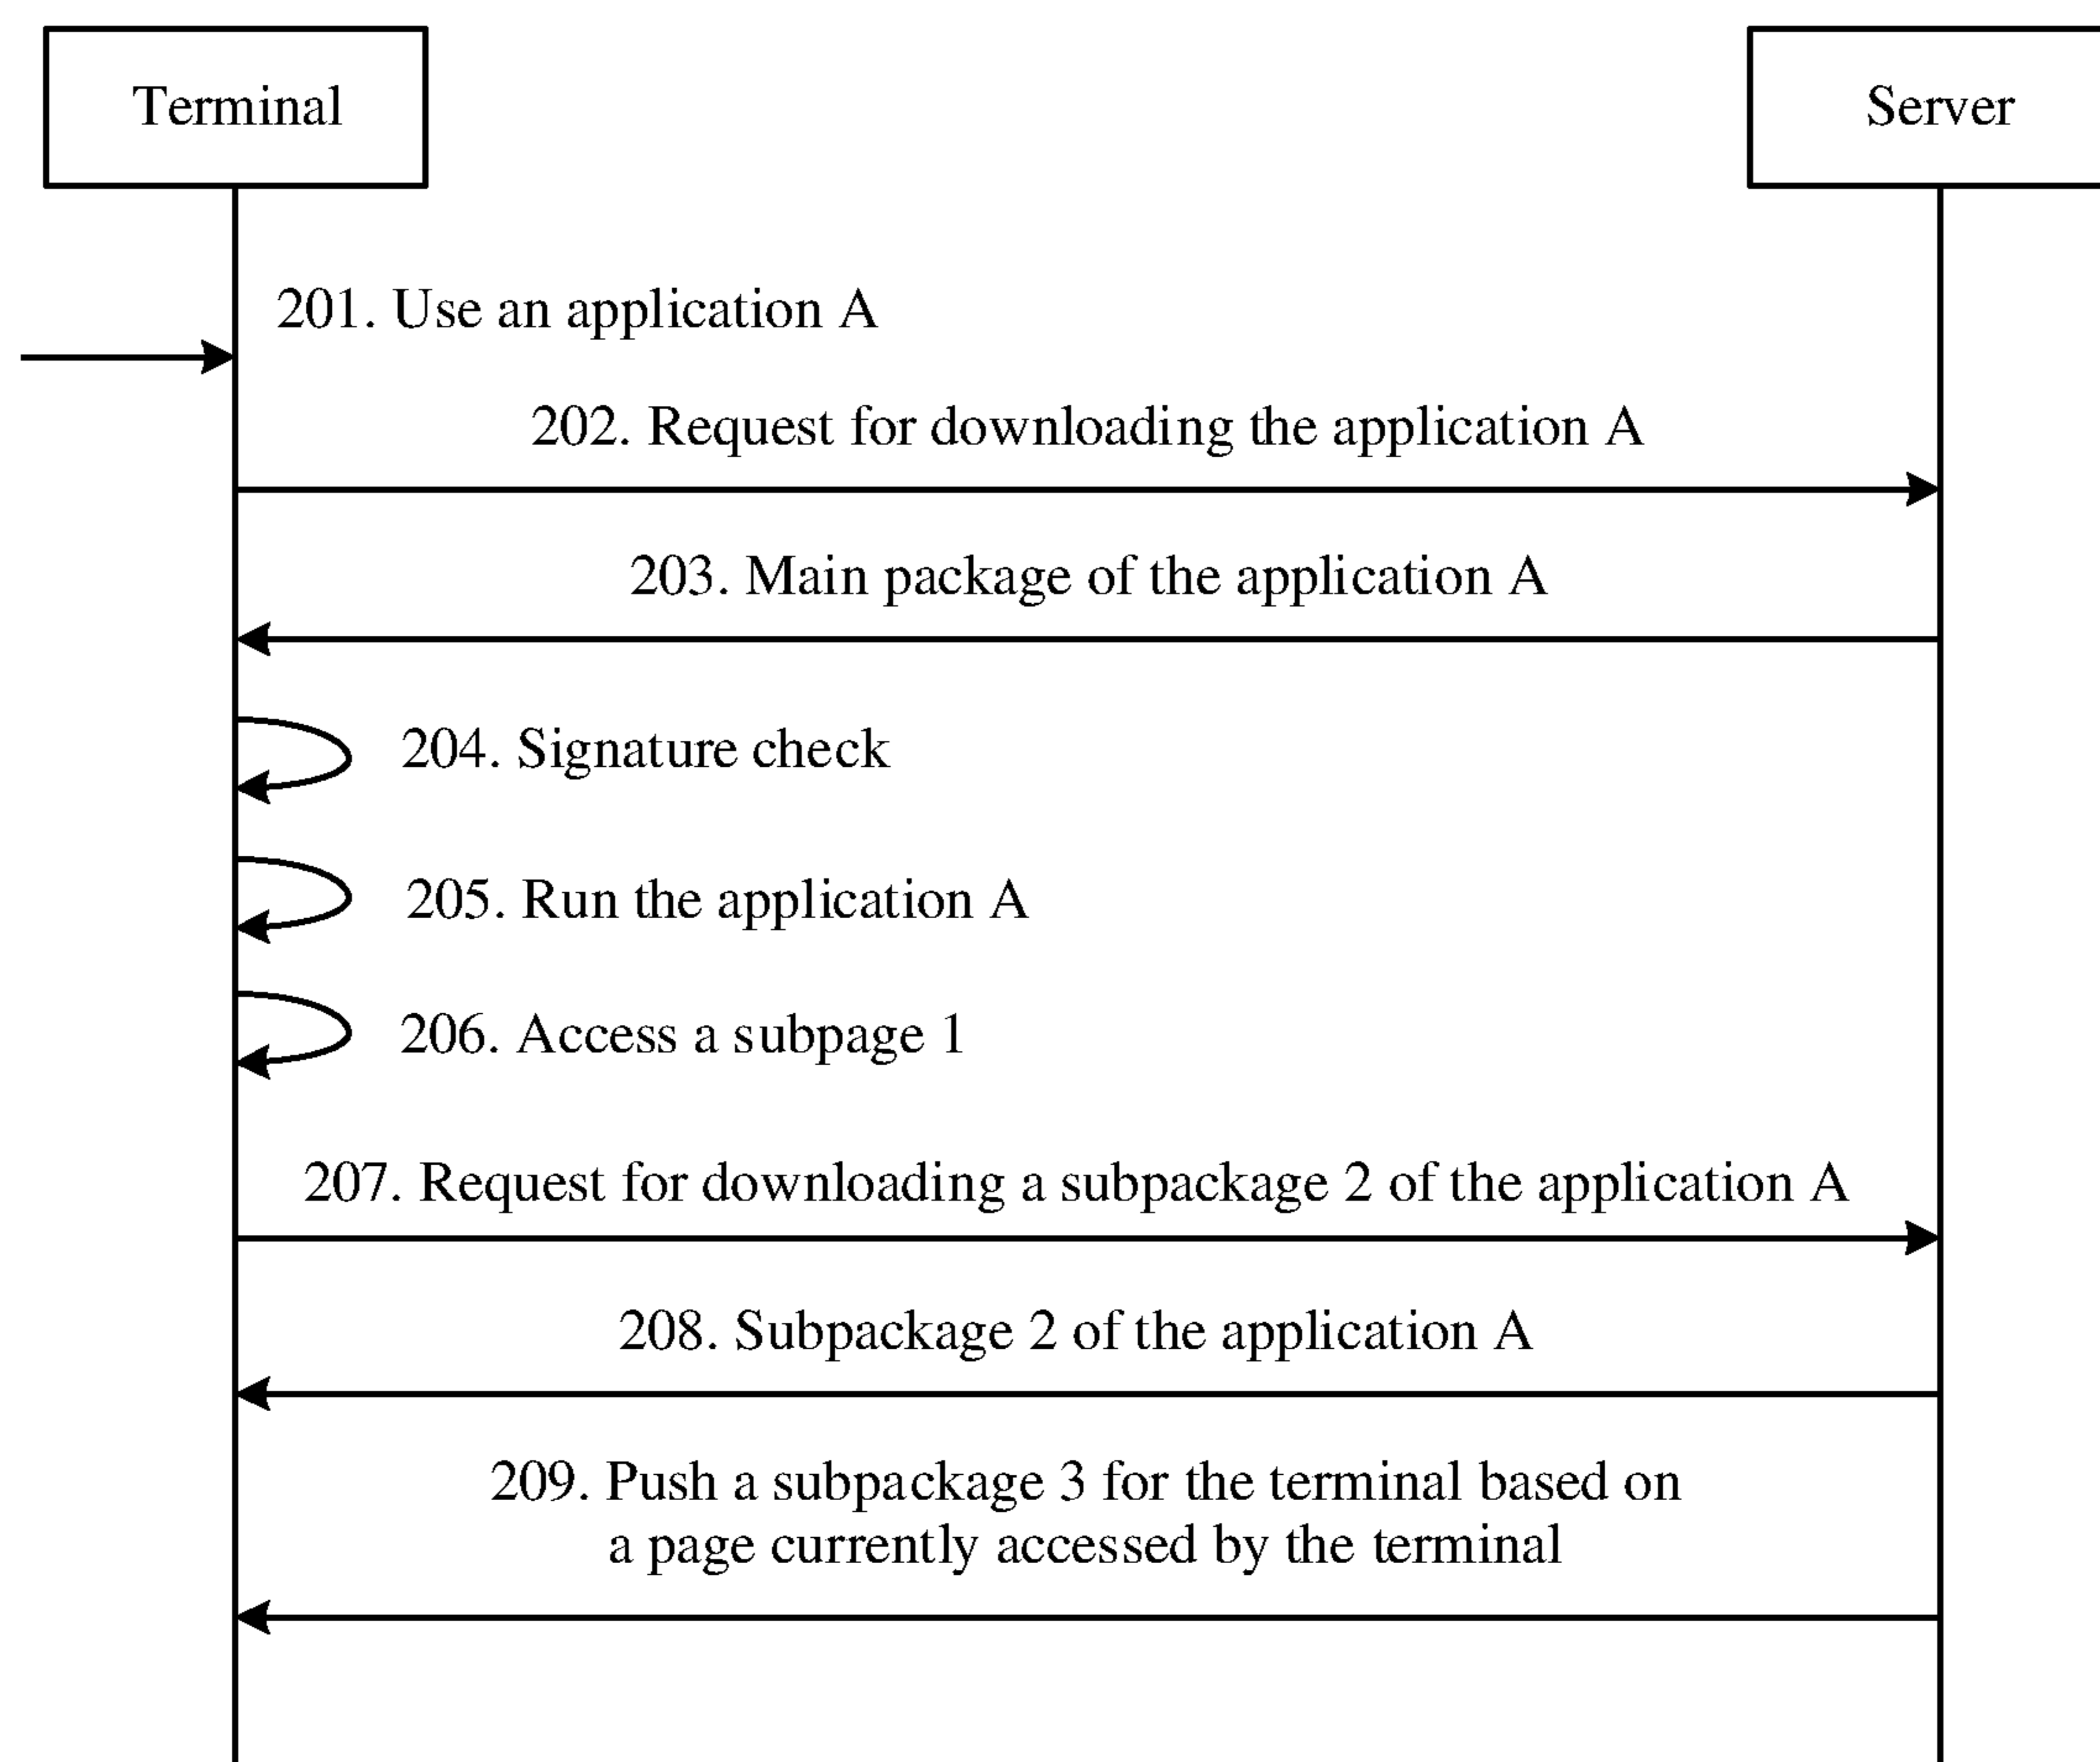 Terminal
Server
201. Use an application A
202. Request for downloading the application A
203. Main package of the application A
204. Signature check
205. Run the application A
206. Access a subpage 1
207. Request for downloading a subpackage 2 of the application A
208. Subpackage 2 of the application A
209. Push a subpackage 3 for the terminal based on
a page currently accessed by the terminal